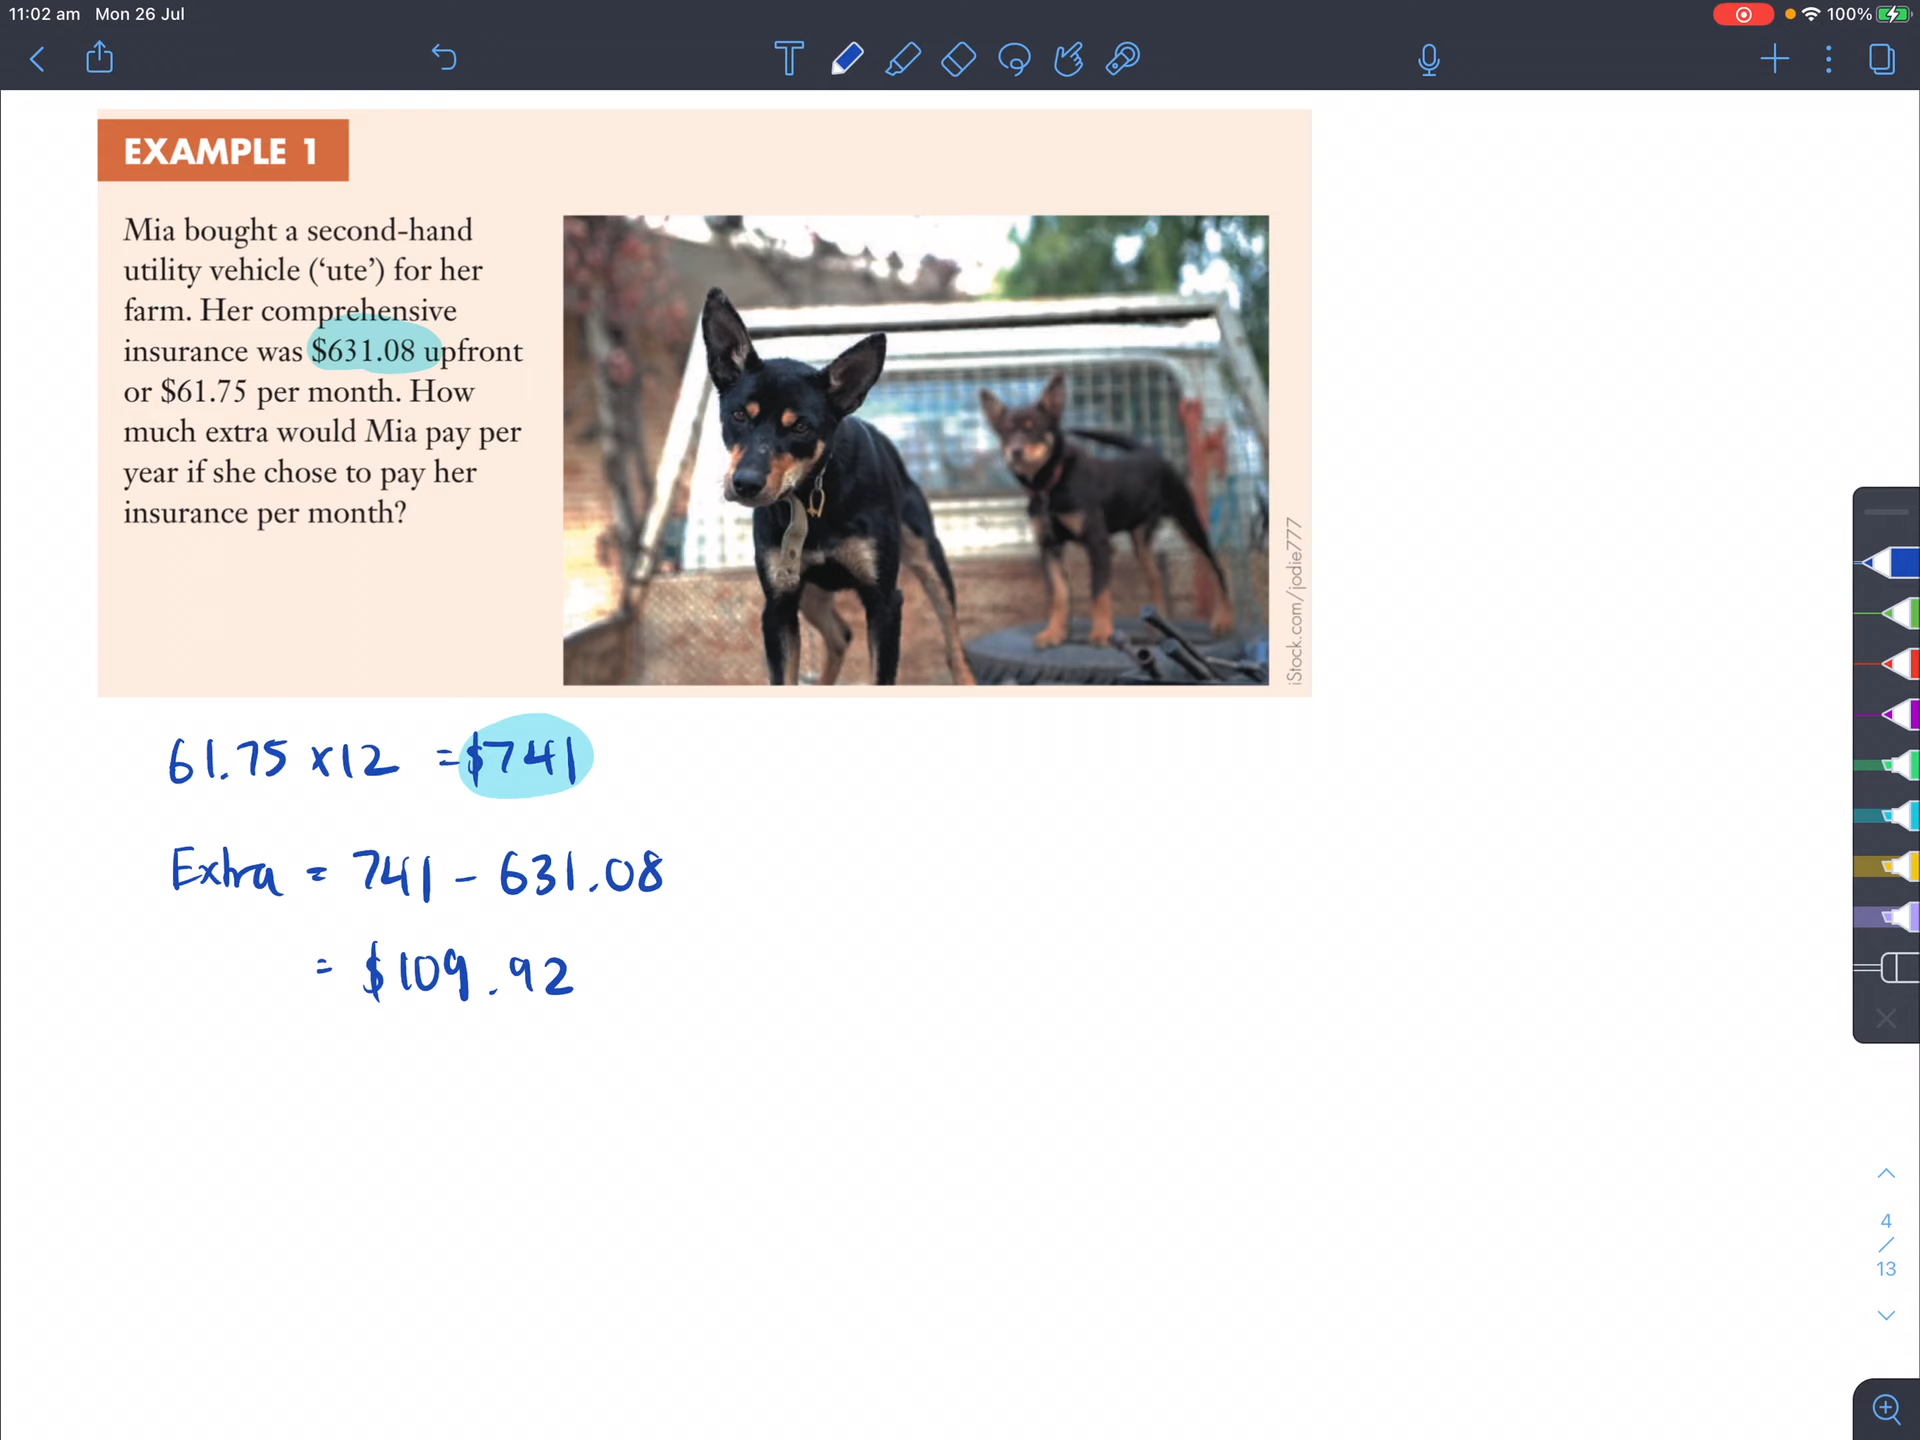 11:02 am Mon 26 Jul
100%
T
EXAMPLE 1
Mia bought a second-hand
utility vehicle (‘ute’) for her
farm. Her comprehensive
insurance was $631.08 upfront
or $61.75 per month. How
much extra would Mia pay per
year if she chose to pay her
insurance per month?
iStock.com/jodie777
61.75 ×12 = $741
Extra = 741 - 631.08
= $109.92
4
/
13